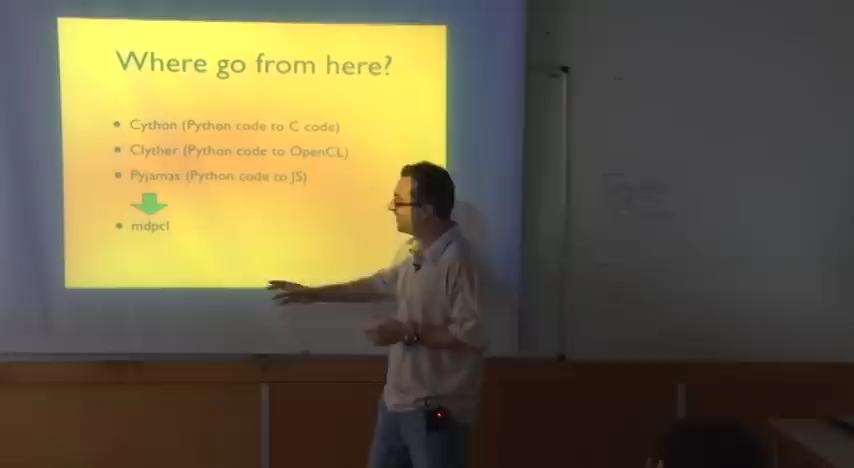 Where go from here?
• Cython (Python code to C code)
• Clyther (Python code to OpenCL)
• Pyjamas (Python code to JS)
• mdpcl